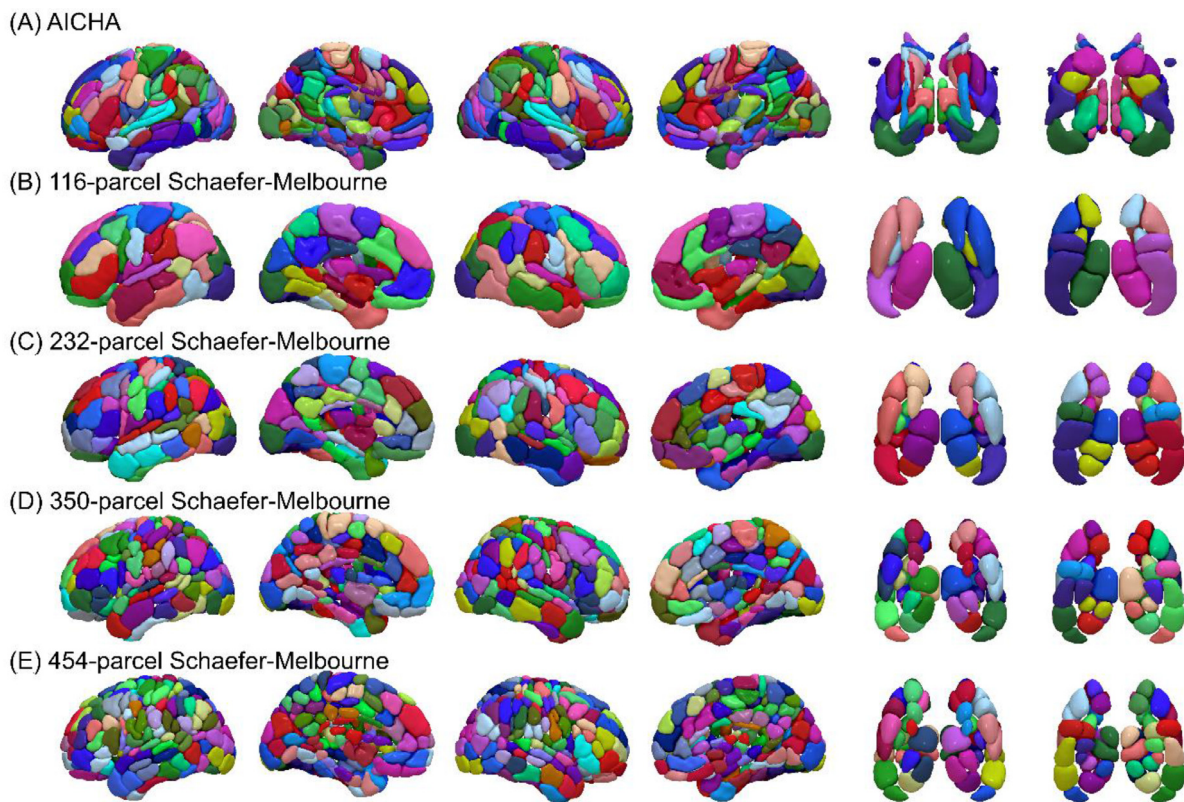 (A) AICHA
(B) 116-parcel Schaefer-Melbourne
(C) 232-parcel Schaefer-Melbourne
(D) 350-parcel Schaefer-Melbourne
(E) 454-parcel Schaefer-Melbourne